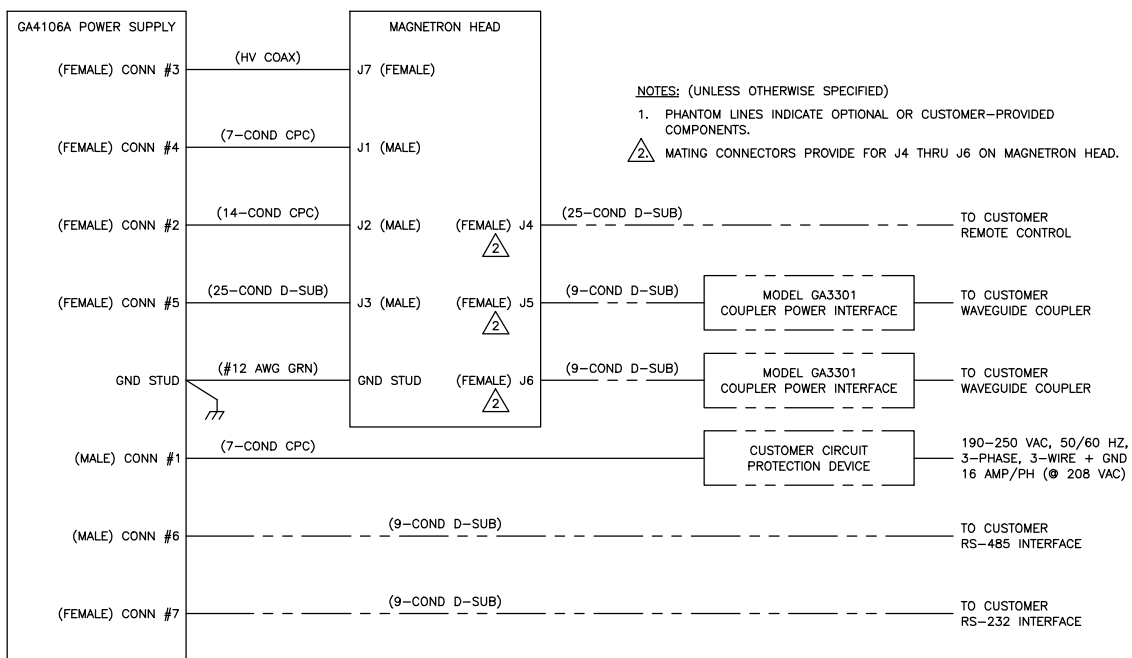 GA4106A POWER SUPPLY
MAGNETRON HEAD
(FEMALE) CONN #3
(HV COAX)
J7 (FEMALE)
NOTES: (UNLESS OTHERWISE SPECIFIED)
1. PHANTOM LINES INDICATE OPTIONAL OR CUSTOMER-PROVIDED
COMPONENTS.
2. MATING CONNECTORS PROVIDE FOR J4 THRU J6 ON MAGNETRON HEAD.
(FEMALE) CONN #4
(7-COND CPC)
J1 (MALE)
(FEMALE) CONN #2
(14-COND CPC)
J2 (MALE)
(FEMALE) J4
2
(25-COND D-SUB)
TO CUSTOMER
REMOTE CONTROL
(FEMALE) CONN #5
(25-COND D-SUB)
J3 (MALE)
(FEMALE) J5
2
(9-COND D-SUB)
MODEL GA3301
COUPLER POWER INTERFACE
TO CUSTOMER
WAVEGUIDE COUPLER
GND STUD
(#12 AWG GRN)
GND STUD
(FEMALE) J6
2
(9-COND D-SUB)
MODEL GA3301
COUPLER POWER INTERFACE
TO CUSTOMER
WAVEGUIDE COUPLER
(MALE) CONN #1
(7-COND CPC)
CUSTOMER CIRCUIT
PROTECTION DEVICE
190-250 VAC, 50/60 HZ,
3-PHASE, 3-WIRE + GND
16 AMP/PH (@ 208 VAC)
(MALE) CONN #6
(9-COND D-SUB)
TO CUSTOMER
RS-485 INTERFACE
(FEMALE) CONN #7
(9-COND D-SUB)
TO CUSTOMER
RS-232 INTERFACE